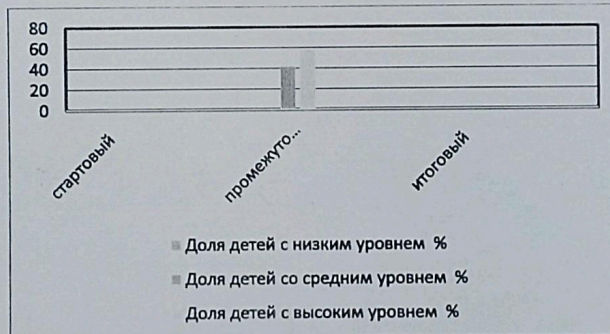 80
60
40
20
0
стартовый
промежуто...
итоговый
Доля детей с низким уровнем %
Доля детей со средним уровнем %
Доля детей с высоким уровнем %